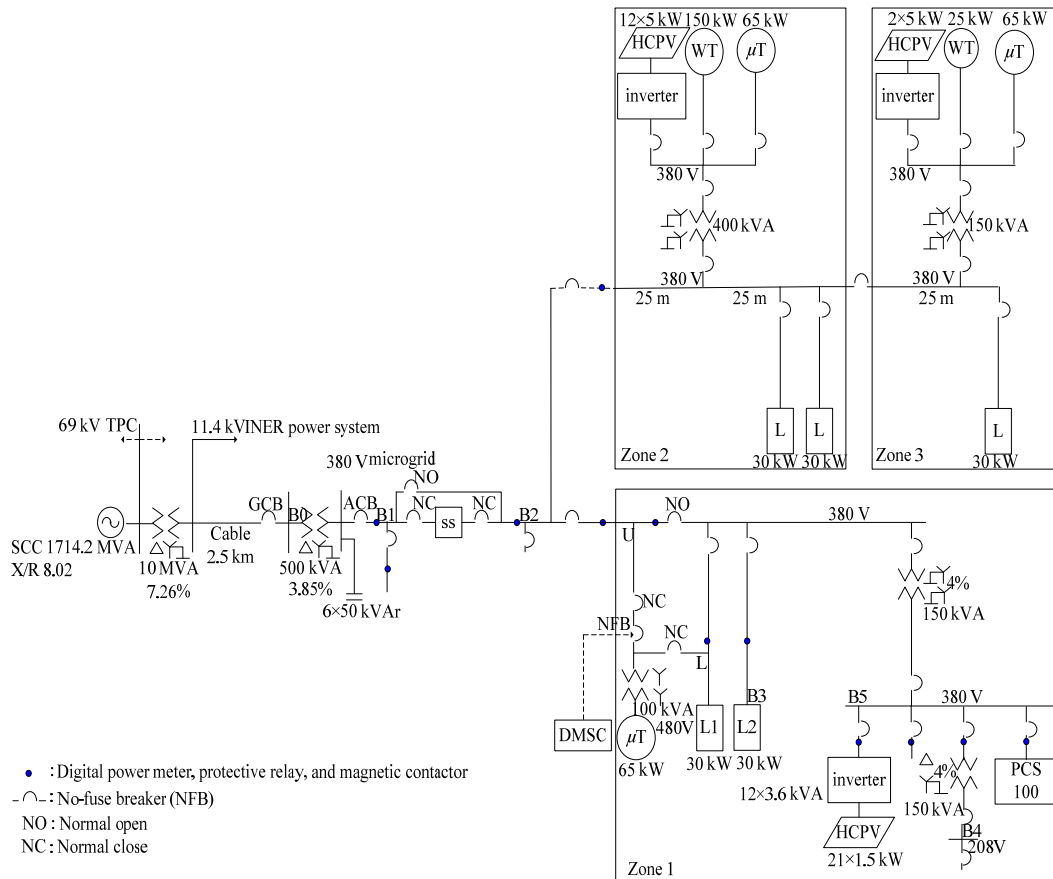 12×5 kW 150 kW 65 kW
HCPV WT μT
inverter
380 V
400 kVA
380 V
25 m 25 m
L L
30 kW 30 kW
Zone 2
2×5 kW 25 kW 65 kW
HCPV WT μT
inverter
380 V
150 kVA
380 V
25 m
L
30 kW
Zone 3
69 kV TPC
11.4 kV INER power system
380 V microgrid
NO
GCB B0 ACB B1 NC SS NC B2
SCC 1714.2 MVA
X/R 8.02
Cable
2.5 km
10 MVA
7.26%
500 kVA
3.85%
6×50 kVAr
U NO 380 V
NC
NFB NC
L
4%
150 kVA
100 kVA
480V
DMSC
μT
65 kW
L1
30 kW
B3
L2
30 kW
B5 380 V
inverter
12×3.6 kVA
HCPV
21×1.5 kW
4%
150 kVA
B4
208V
PCS
100
Zone 1
: Digital power meter, protective relay, and magnetic contactor
: No-fuse breaker (NFB)
NO : Normal open
NC : Normal close